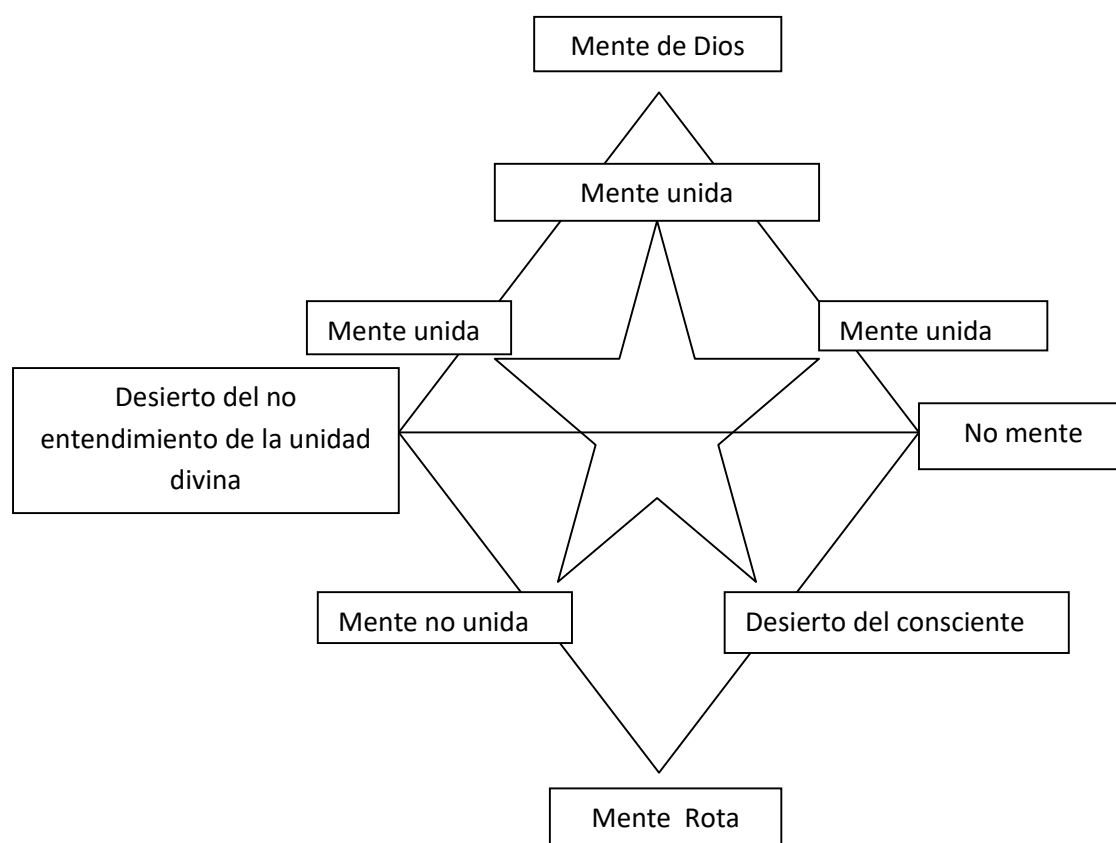 Mente de Dios
Mente unida
Mente unida
Mente unida
Desierto del no
entendimiento de la unidad
divina
No mente
Mente no unida
Desierto del consciente
Mente Rota